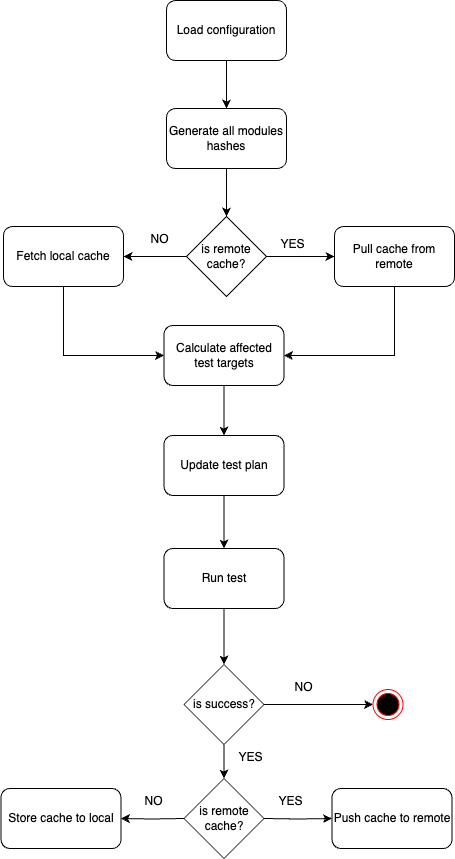 Load configuration
Generate all modules
hashes
NO
is remote
cache?
YES
Fetch local cache
Pull cache from
remote
Calculate affected
test targets
Update test plan
Run test
is success?
NO
YES
NO
is remote
cache?
YES
Store cache to local
Push cache to remote